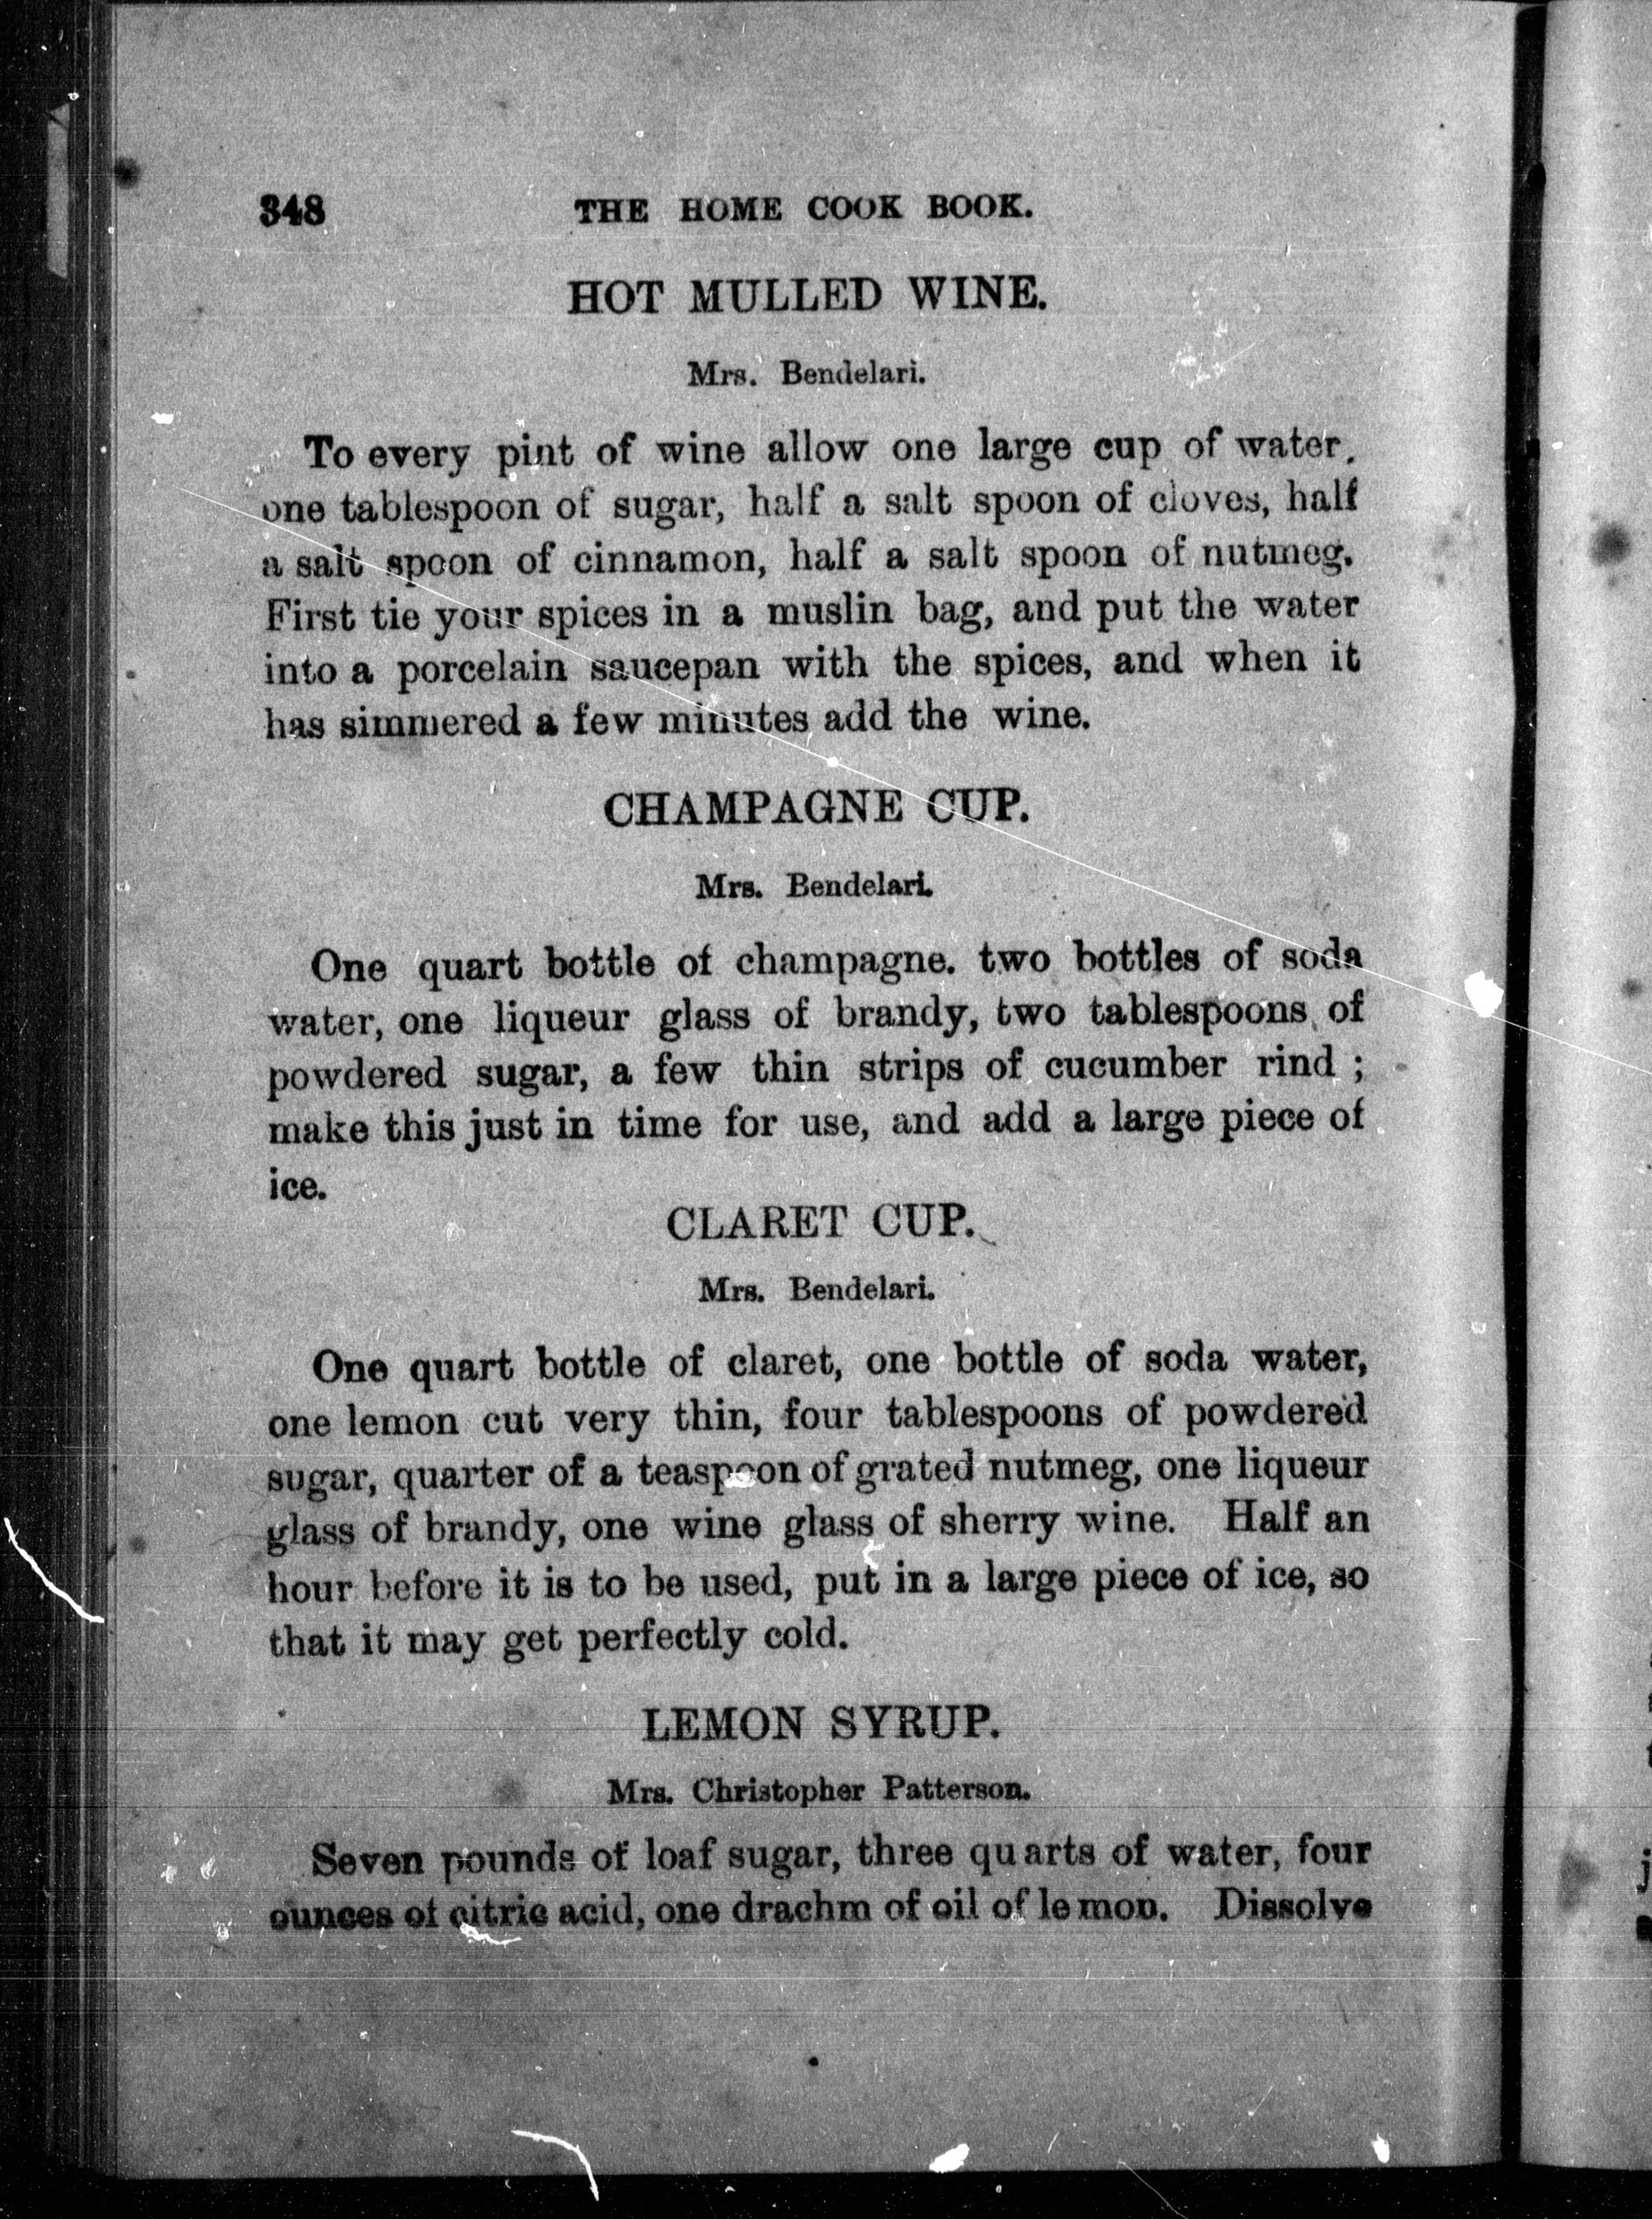 348 THE HOME COOK BOOK.
HOT MULLED WINE.
Mrs. Bendelari.
To every pint of wine allow one large cup of water.
one tablespoon of sugar, half a salt spoon of cloves, half
a salt spoon of cinnamon, half a salt spoon of nutmeg.
First tie your spices in a muslin bag, and put the water
into a porcelain saucepan with the spices, and when it
has simmered a few minutes add the wine.
CHAMPAGNE CUP.
Mrs. Bendelari.
One quart bottle of champagne. two bottles of soda
water, one liqueur glass of brandy, two tablespoons of
powdered sugar, a few thin strips of cucumber rind ;
make this just in time for use, and add a large piece of
ice.
CLARET CUP.
Mrs. Bendelari.
One quart bottle of claret, one bottle of soda water,
one lemon cut very thin, four tablespoons of powdered
sugar, quarter of a teaspoon of grated nutmeg, one liqueur
glass of brandy, one wine glass of sherry wine. Half an
hour before it is to be used, put in a large piece of ice, so
that it may get perfectly cold.
LEMON SYRUP.
Mrs. Christopher Patterson.
Seven pounds of loaf sugar, three quarts of water, four
ounces of citric acid, one drachm of oil of lemon. Dissolve